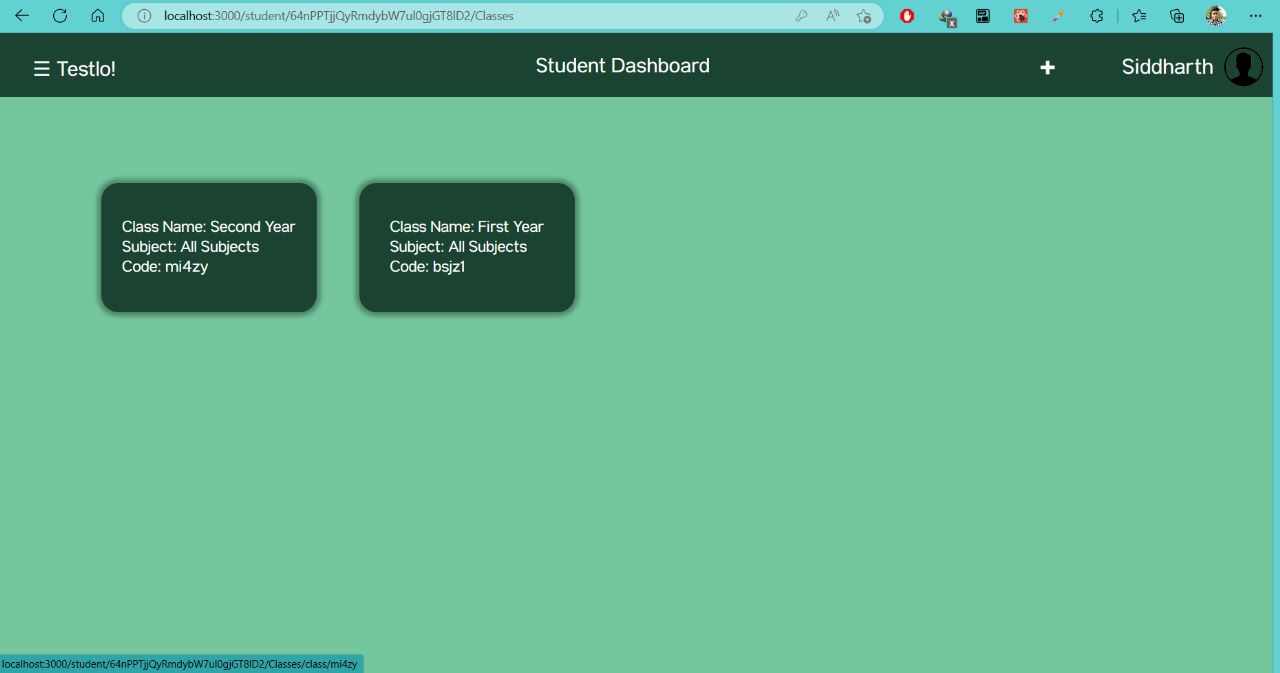 localhost:3000/student/64nPPTjjQyRmdybW7ul0gjGT8lD2/Classes
☰ Testlo!
Student Dashboard
+
Siddharth
Class Name: Second Year
Subject: All Subjects
Code: mi4zy
Class Name: First Year
Subject: All Subjects
Code: bsjz1
localhost:3000/student/64nPPTjjQyRmdybW7ul0gjGT8lD2/Classes/class/mi4zy